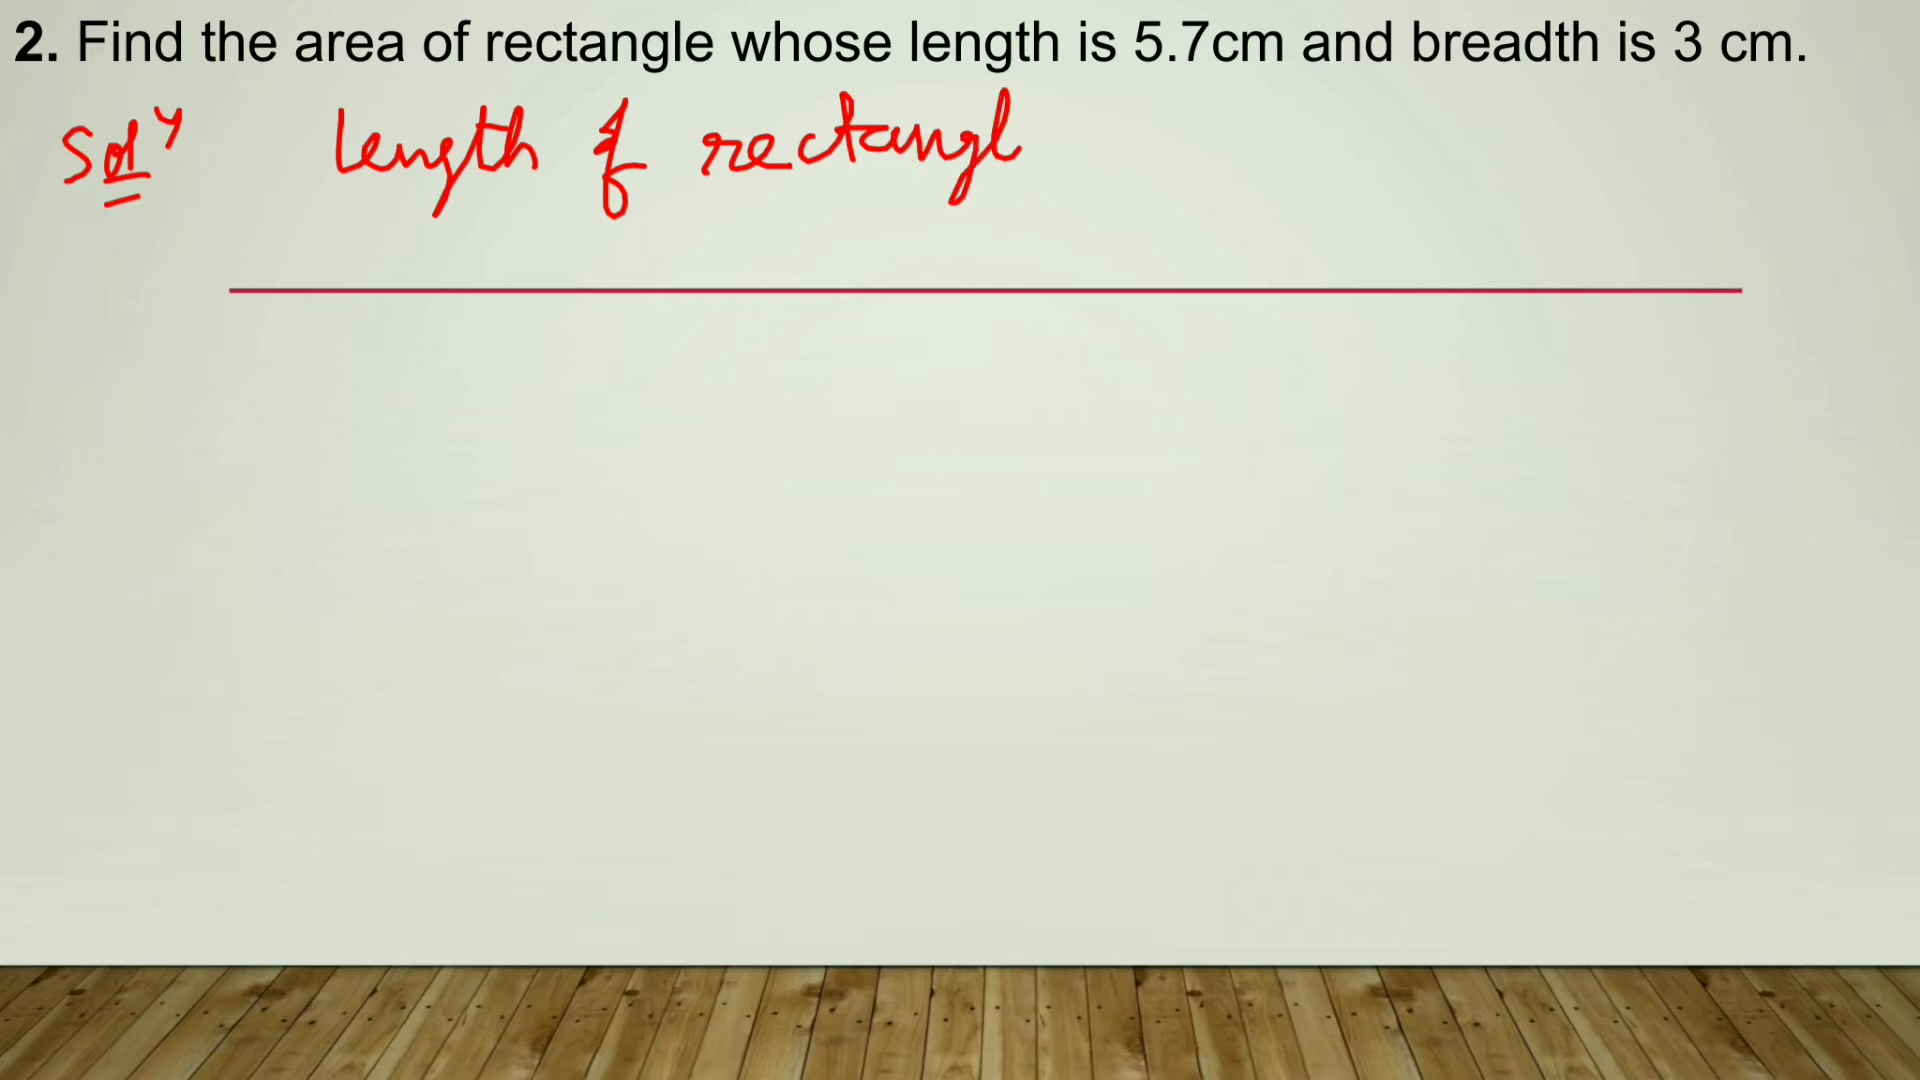 2. Find the area of rectangle whose length is 5.7cm and breadth is 3 cm.
Solⁿ length of rectangl